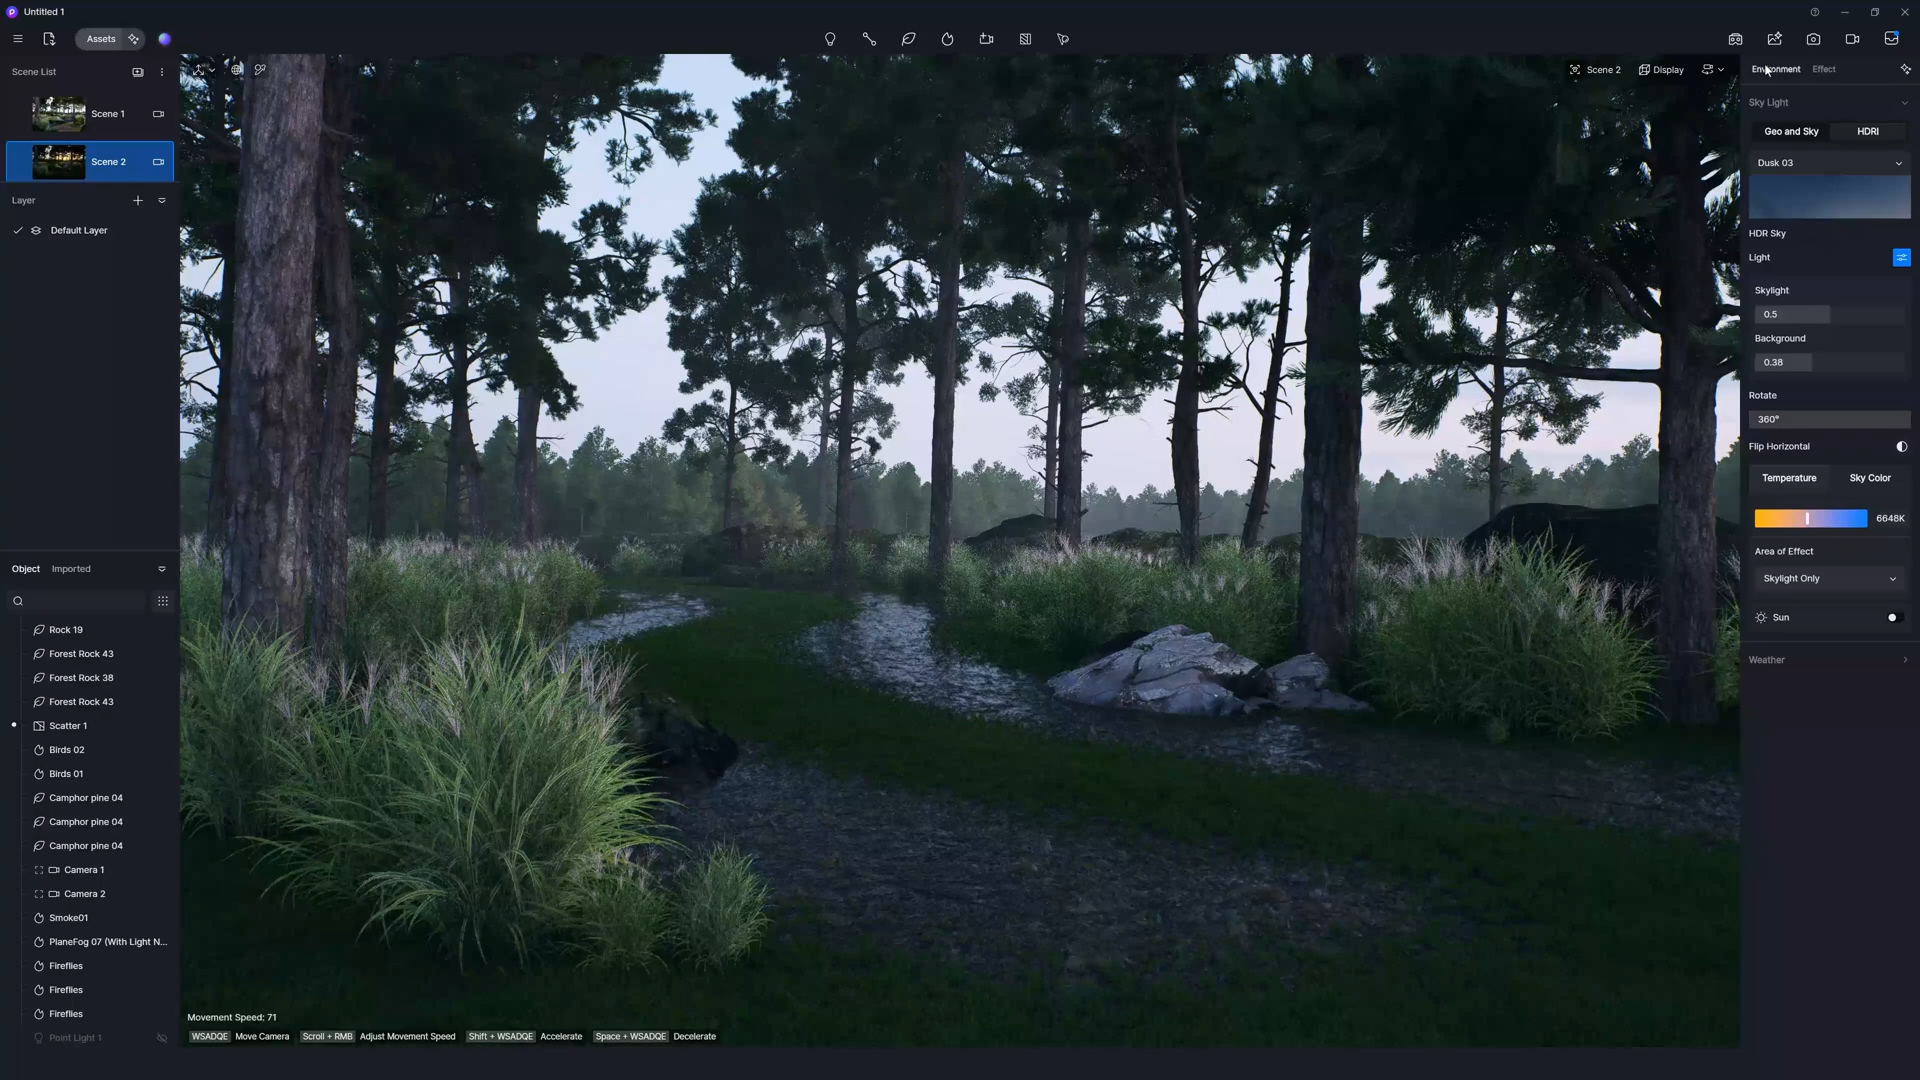 Untitled 1
Assets
Scene List
Scene 1
Scene 2
Layer
Default Layer
Object Imported
Rock 19
Forest Rock 43
Forest Rock 38
Forest Rock 43
Scatter 1
Birds 02
Birds 01
Camphor pine 04
Camphor pine 04
Camphor pine 04
Camera 1
Camera 2
Smoke01
PlaneFog 07 (With Light N...
Fireflies
Fireflies
Fireflies
Point Light 1
Scene 2 Display
Movement Speed: 71
WSADQE Move Camera Scroll + RMB Adjust Movement Speed Shift + WSADQE Accelerate Space + WSADQE Decelerate
Environment Effect
Sky Light
Geo and Sky HDRI
Dusk 03
HDR Sky
Light
Skylight
0.5
Background
0.38
Rotate
360°
Flip Horizontal
Temperature Sky Color
6648K
Area of Effect
Skylight Only
Sun
Weather